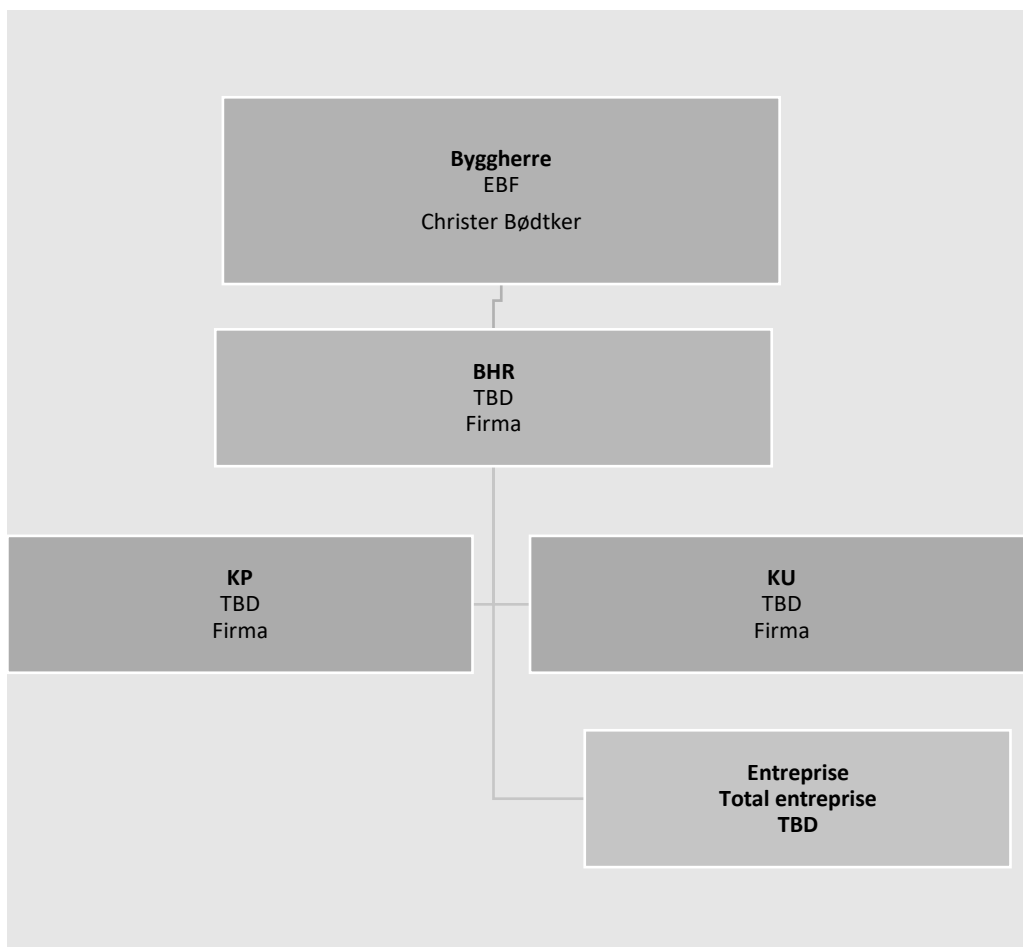 Byggherre
EBF
Christer Bødtker
BHR
TBD
Firma
KP
TBD
Firma
KU
TBD
Firma
Entreprise
Total entreprise
TBD